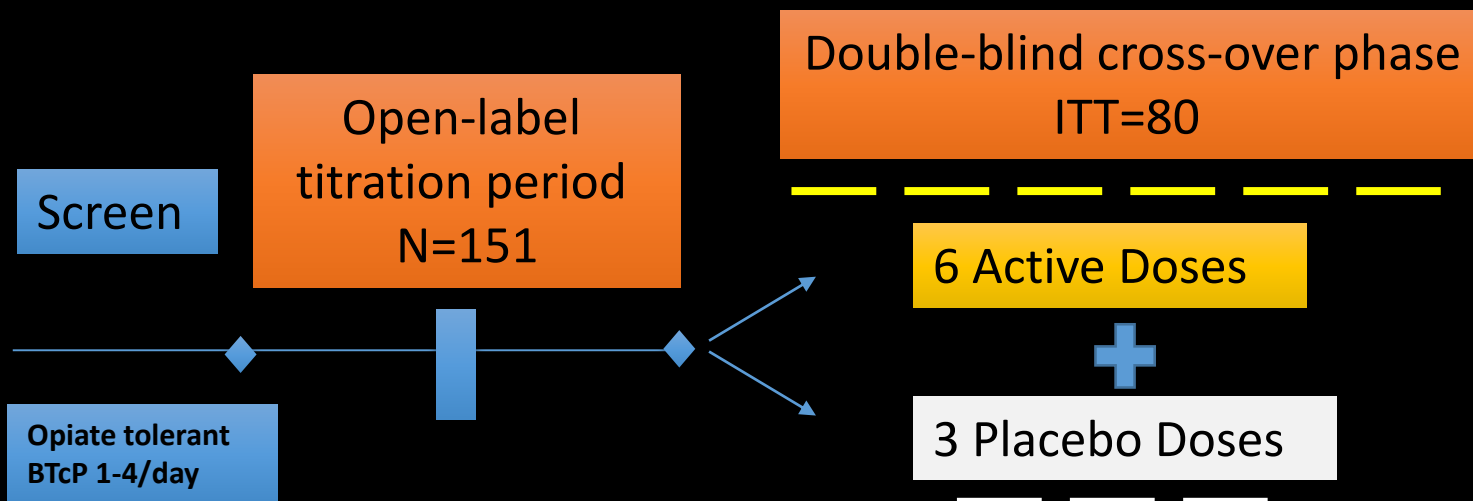 Screen
Opiate tolerant
BTcP 1-4/day
Open-label
titration period
N=151
Double-blind cross-over phase
ITT=80
6 Active Doses
3 Placebo Doses